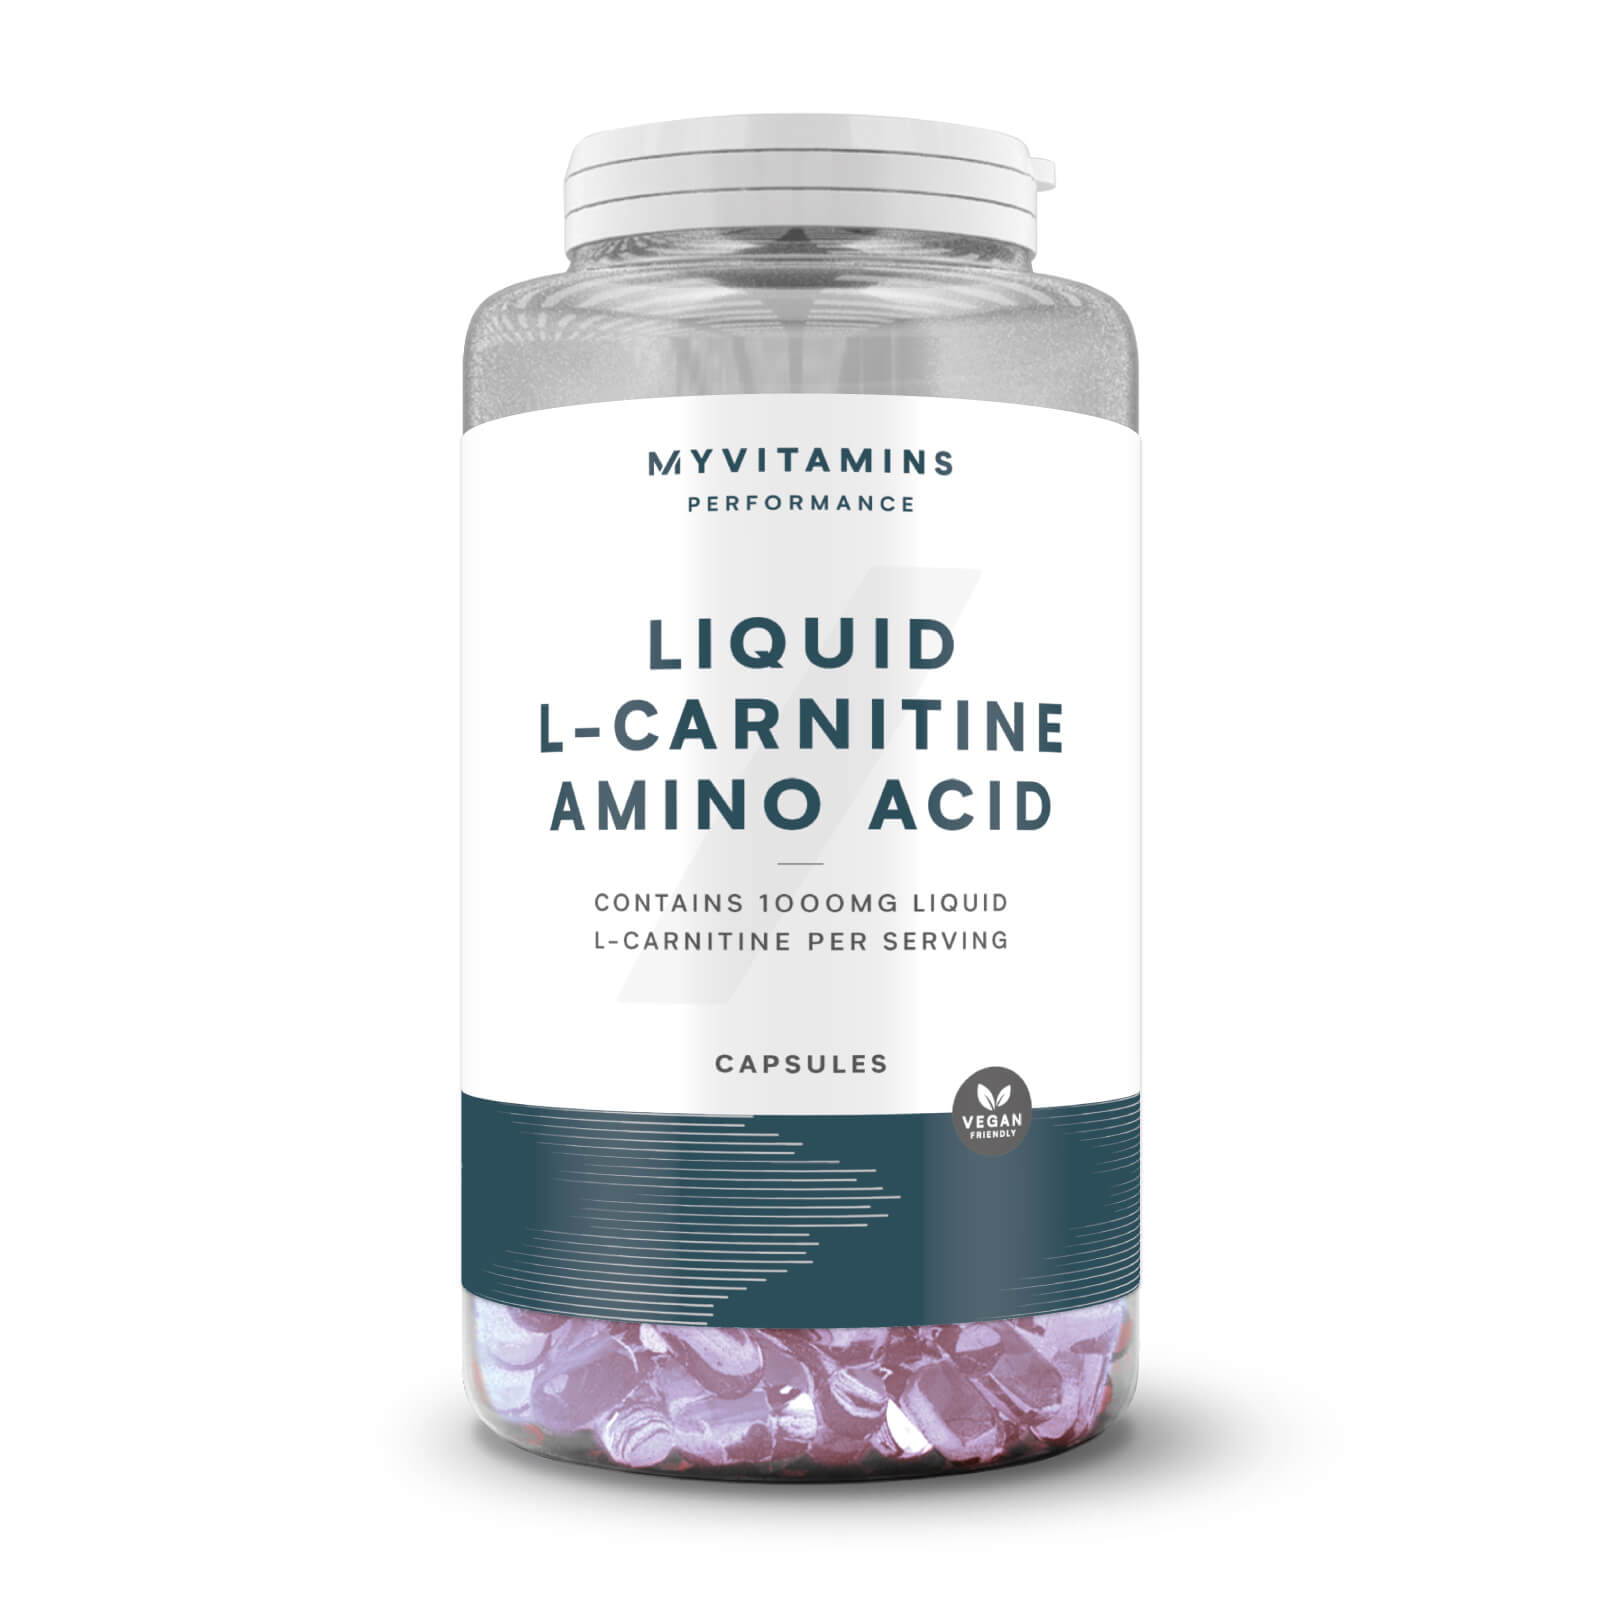 MYVITAMINS
PERFORMANCE
LIQUID
L-CARNITINE
AMINO ACID
CONTAINS 1000MG LIQUID
L-CARNITINE PER SERVING
CAPSULES
VEGAN
FRIENDLY